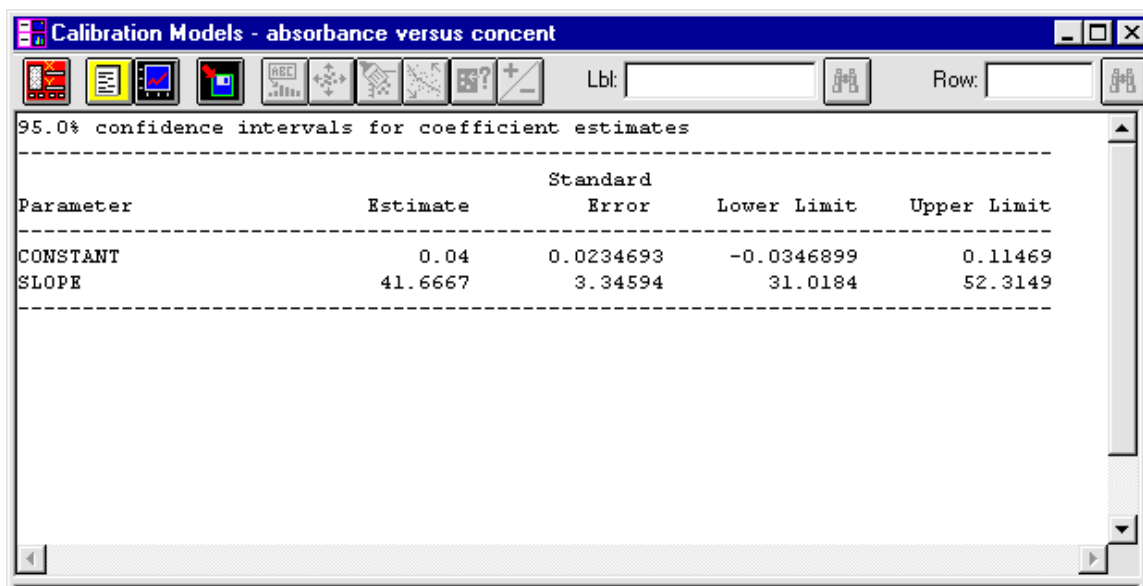 Calibration Models - absorbance versus concent
ABC ? Lbl: Row:
95.0% confidence intervals for coefficient estimates
--------------------------------------------------------------------------------
Standard
Parameter Estimate Error Lower Limit Upper Limit
--------------------------------------------------------------------------------
CONSTANT 0.04 0.0234693 -0.0346899 0.11469
SLOPE 41.6667 3.34594 31.0184 52.3149
--------------------------------------------------------------------------------